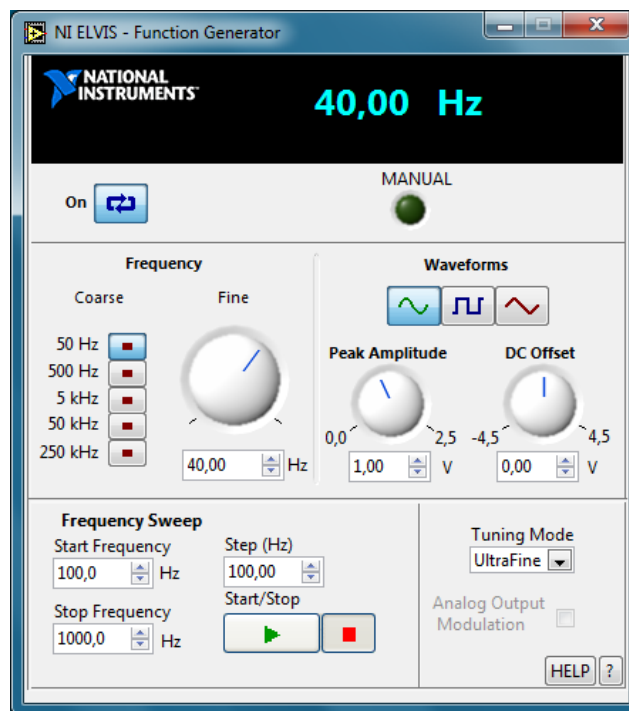 NI ELVIS - Function Generator
NATIONAL
INSTRUMENTS
40,00 Hz
On
MANUAL
Frequency
Waveforms
Coarse
Fine
50 Hz
500 Hz
5 kHz
50 kHz
250 kHz
40,00 Hz
Peak Amplitude
DC Offset
0,0
2,5
-4,5
4,5
1,00 V
0,00 V
Frequency Sweep
Start Frequency
100,0 Hz
Step (Hz)
100,00
Stop Frequency
1000,0 Hz
Start/Stop
Tuning Mode
UltraFine
Analog Output
Modulation
HELP
?